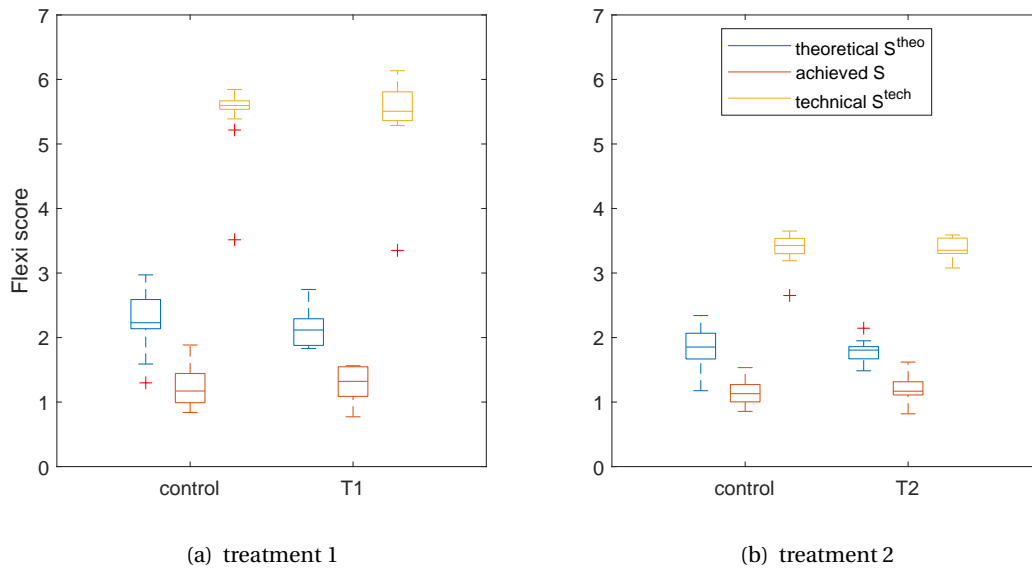 7
6
5
4
3
2
1
0
Flexi score
control
T1
(a) treatment 1
7
6
5
4
3
2
1
0
theoretical S^theo
achieved S
technical S^tech
control
T2
(b) treatment 2